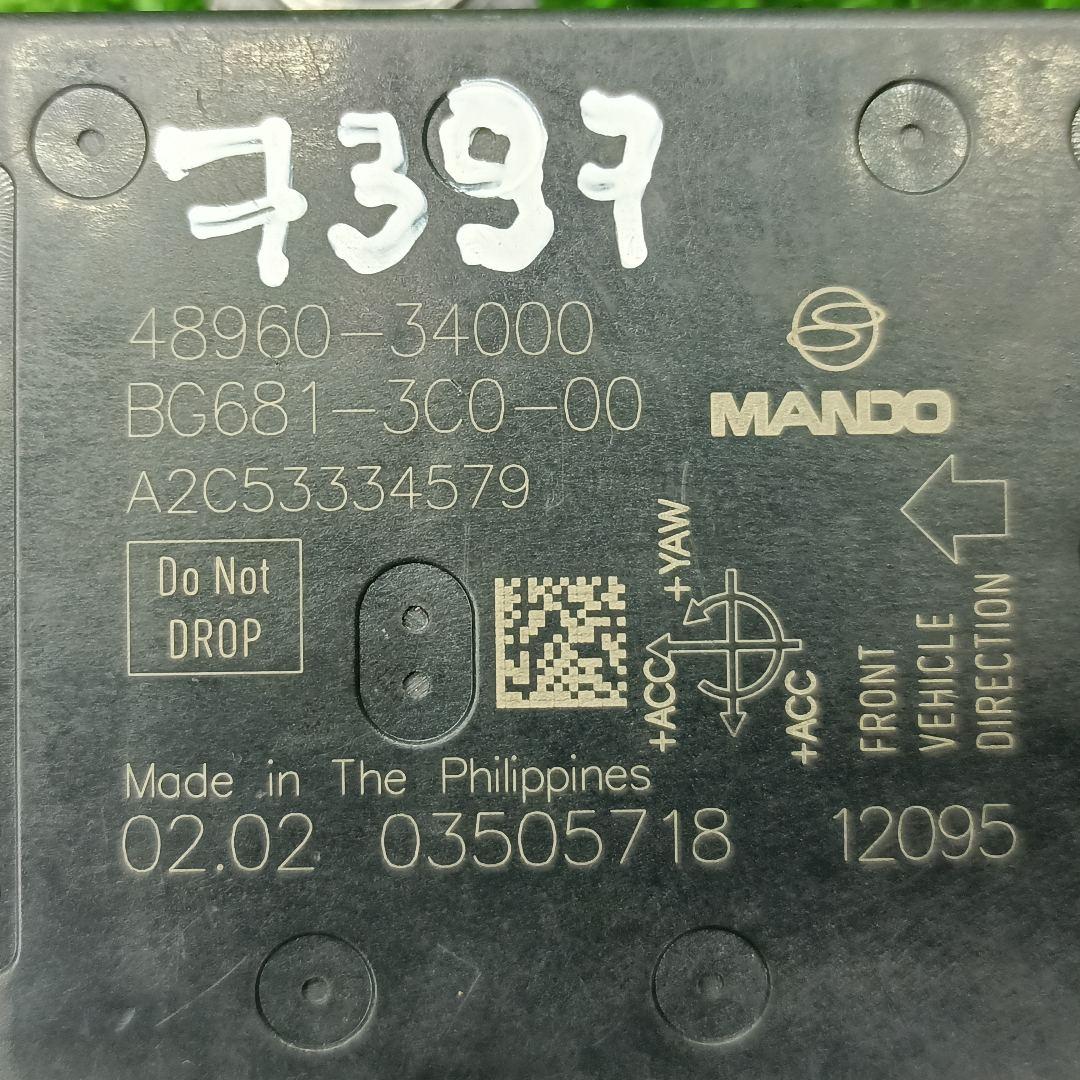 7397
48960-34000
BG681-3C0-00
MANDO
A2C53334579
Do Not
DROP
+YAW
+ACC
+ACC
FRONT
VEHICLE
DIRECTION
Made in The Philippines
02.02 03505718 12095